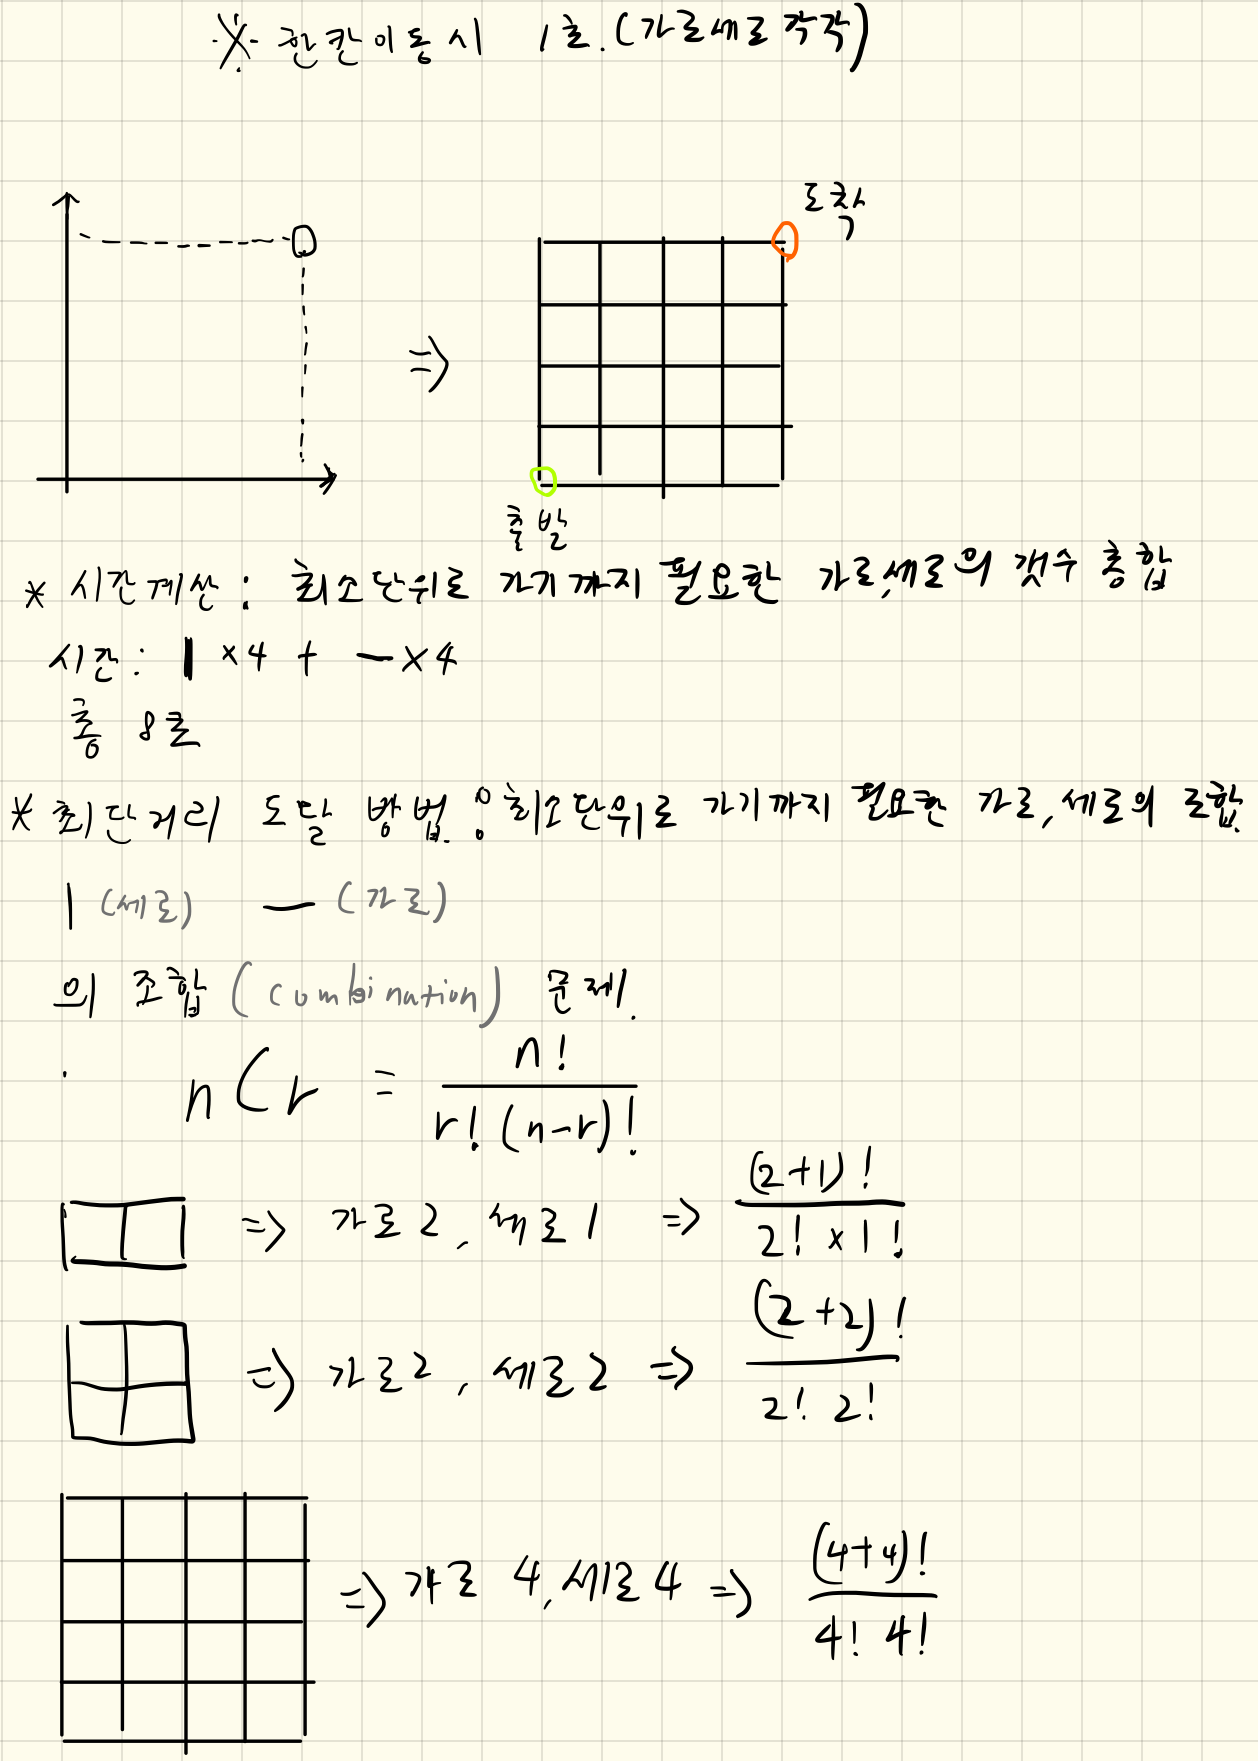 ※ 한칸이동시 1초.(가로세로 각각)
도착
⇒
출발
* 시간계산: 최소단위로 가기까지 필요한 가로,세로의 갯수 총합
시간: | ×4 + — ×4
총 8초
* 최단거리 도달 방법: 최소단위로 가기까지 필요한 가로,세로의 조합.
| (세로) — (가로)
의 조합 (combination) 문제.
nCr = n! / r!(n-r)!
⇒ 가로2, 세로1 ⇒ (2+1)! / 2! × 1!
⇒ 가로2, 세로2 ⇒ (2+2)! / 2! 2!
⇒ 가로 4, 세로4 ⇒ (4+4)! / 4! 4!